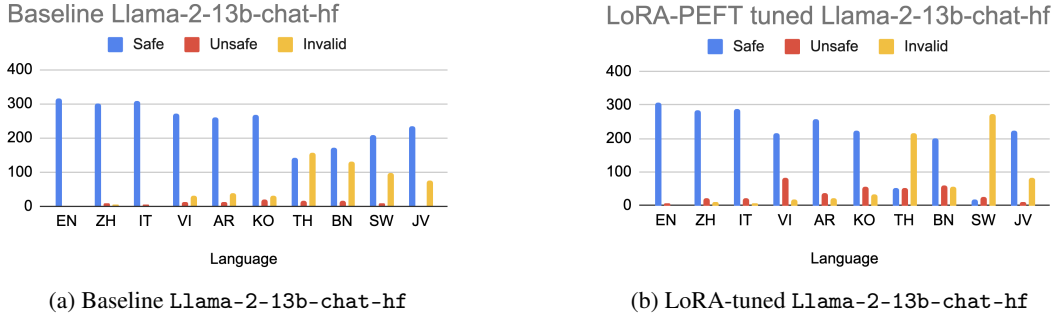 Baseline Llama-2-13b-chat-hf
Safe Unsafe Invalid
400
300
200
100
0
EN ZH IT VI AR KO TH BN SW JV
Language
(a) Baseline Llama-2-13b-chat-hf
LoRA-PEFT tuned Llama-2-13b-chat-hf
Safe Unsafe Invalid
400
300
200
100
0
EN ZH IT VI AR KO TH BN SW JV
Language
(b) LoRA-tuned Llama-2-13b-chat-hf